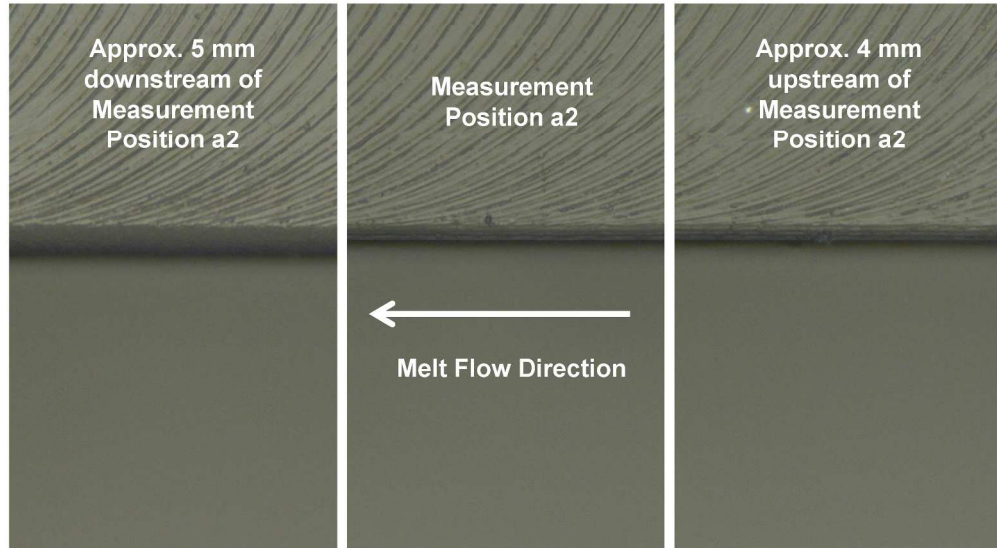 Approx. 5 mm
downstream of
Measurement
Position a2
Measurement
Position a2
Approx. 4 mm
upstream of
Measurement
Position a2
Melt Flow Direction